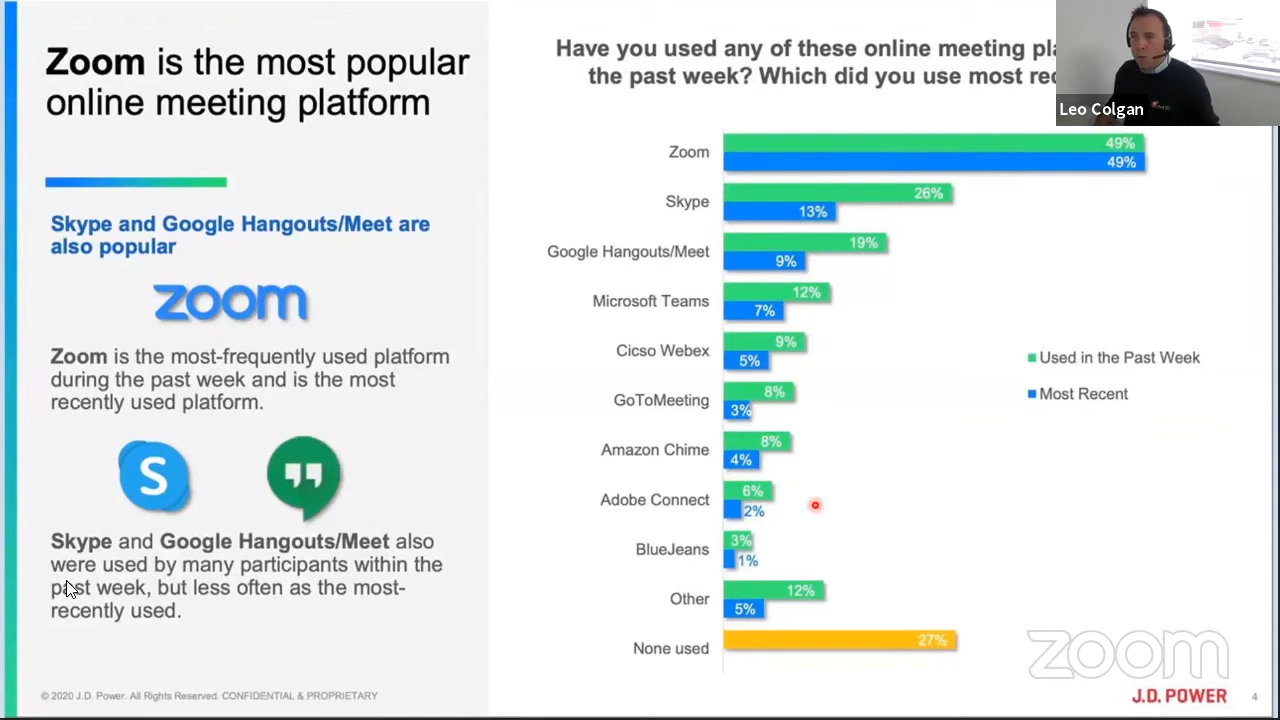 Zoom is the most popular
online meeting platform
Skype and Google Hangouts/Meet are
also popular
zoom
Zoom is the most-frequently used platform
during the past week and is the most
recently used platform.
S
Skype and Google Hangouts/Meet also
were used by many participants within the
past week, but less often as the most-
recently used.
© 2020 J.D. Power. All Rights Reserved. CONFIDENTIAL & PROPRIETARY
Have you used any of these online meeting
the past week? Which did you use most
Leo Colgan
Zoom
49%
49%
Skype
26%
13%
Google Hangouts/Meet
19%
9%
Microsoft Teams
12%
7%
Cicso Webex
9%
5%
GoToMeeting
8%
3%
Amazon Chime
8%
4%
Adobe Connect
6%
2%
BlueJeans
3%
1%
Other
12%
5%
None used
27%
Used in the Past Week
Most Recent
zoom
J.D. POWER
4